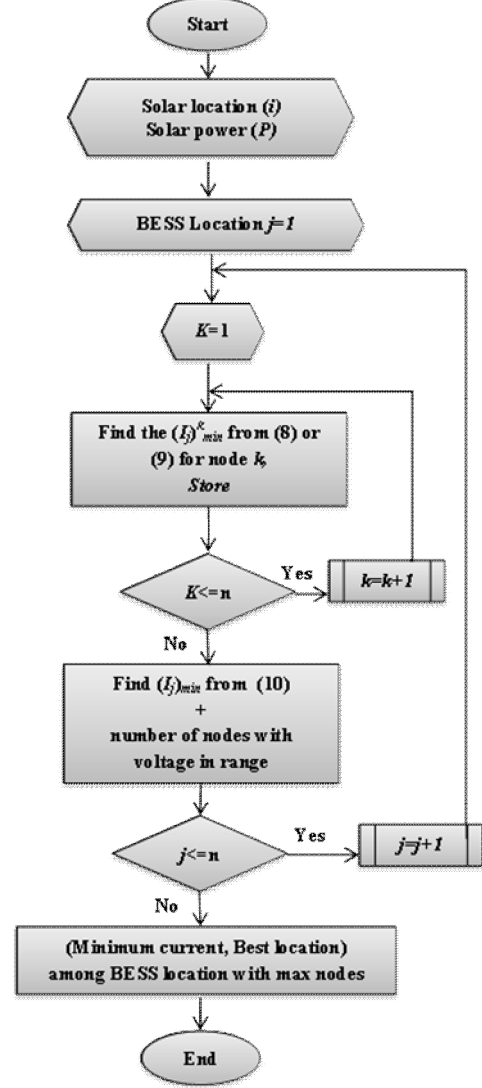 Start
Solar location (i)
Solar power (P)
BESS Location j=1
K=1
Find the (Ij)^k min from (8) or
(9) for node k,
Store
K<=n
Yes
k=k+1
No
Find (Ij)min from (10)
+
number of nodes with
voltage in range
j<=n
Yes
j=j+1
No
(Minimum current, Best location)
among BESS location with max nodes
End